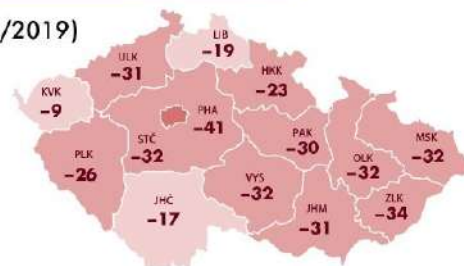 /2019)
LIB
−19
ULK
−31
HKK
−23
KVK
−9
PHA
−41
STČ
−32
PAK
−30
MSK
−32
OLK
−32
PLK
−26
VYS
−32
JHČ
−17
JHM
−31
ZLK
−34